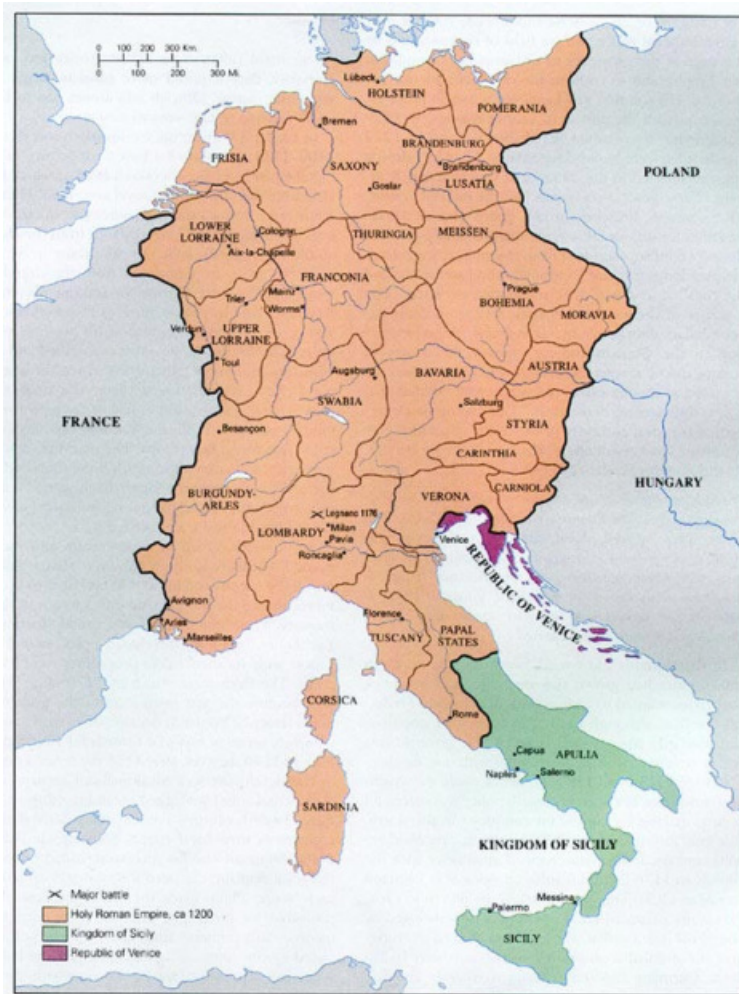 0 100 200 300 Km.
0 100 200 300 Mi.
Lübeck
HOLSTEIN
POMERANIA
Bremen
BRANDENBURG
Brandenburg
FRISIA
SAXONY
LUSATIA
POLAND
Goslar
LOWER
LORRAINE
Cologne
Aix-la-Chapelle
THURINGIA
MEISSEN
FRANCONIA
Mainz
Prague
BOHEMIA
Trier
Worms
MORAVIA
Verdun
UPPER
LORRAINE
Toul
Augsburg
BAVARIA
AUSTRIA
SWABIA
Salzburg
FRANCE
Besançon
STYRIA
CARINTHIA
HUNGARY
BURGUNDY-
ARLES
VERONA
CARNIOLA
Legnano 1176
LOMBARDY
Milan
Pavia
Roncaglia
Venice
REPUBLIC OF VENICE
Avignon
Arles
Marseilles
Florence
TUSCANY
PAPAL
STATES
CORSICA
Rome
Capua
APULIA
Naples
Salerno
SARDINIA
KINGDOM OF SICILY
Palermo
Messina
SICILY
Major battle
Holy Roman Empire, ca 1200
Kingdom of Sicily
Republic of Venice